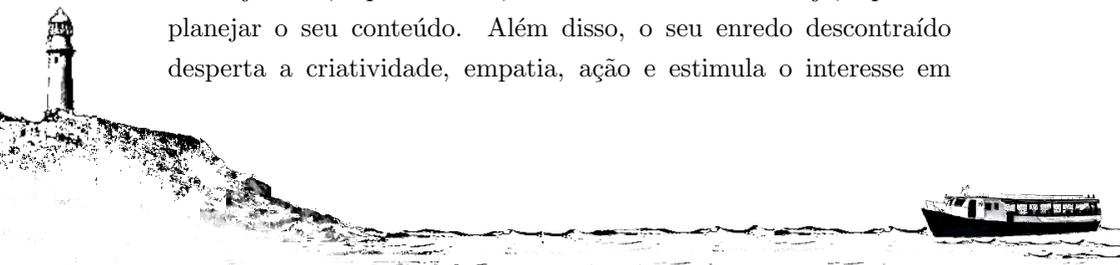 planejar o seu conteúdo. Além disso, o seu enredo descontraído
desperta a criatividade, empatia, ação e estimula o interesse em